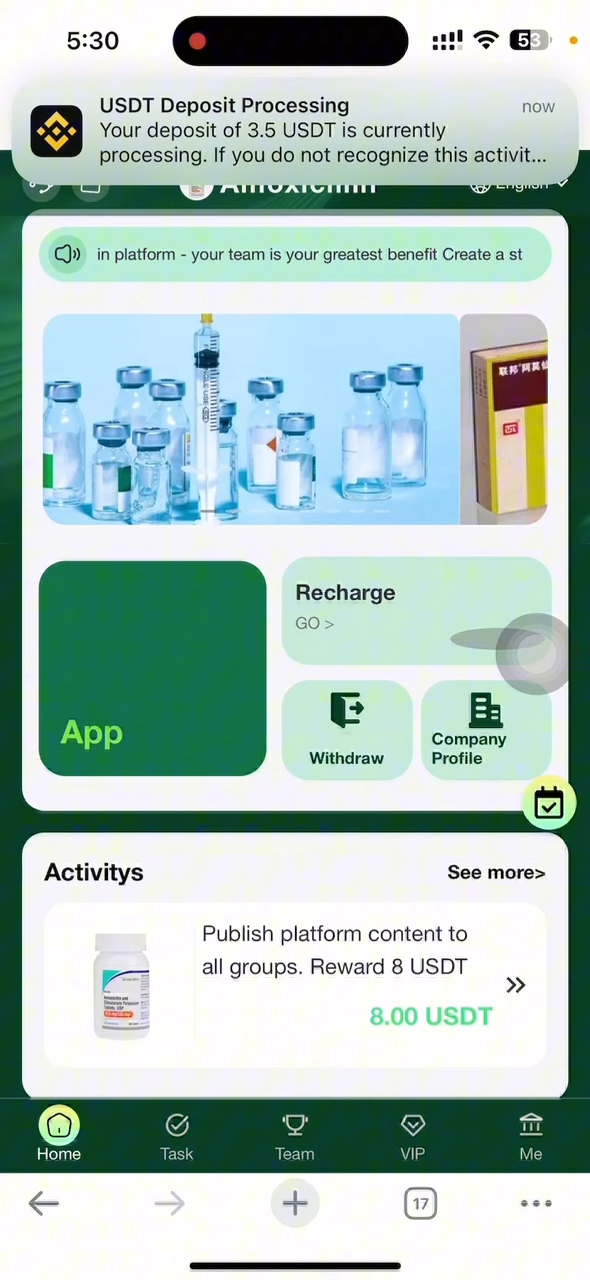 5:30
53
USDT Deposit Processing
now
Your deposit of 3.5 USDT is currently
processing. If you do not recognize this activit...
Amoxicillin
English
in platform - your team is your greatest benefit Create a st
Recharge
GO >
App
Withdraw
Company
Profile
Activitys
See more>
Publish platform content to
all groups. Reward 8 USDT
8.00 USDT
Home
Task
Team
VIP
Me
17